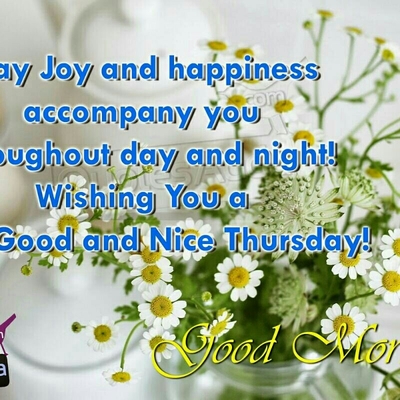 ay Joy and happiness
accompany you
oughout day and night!
Wishing You a
Good and Nice Thursday!
Good Mor